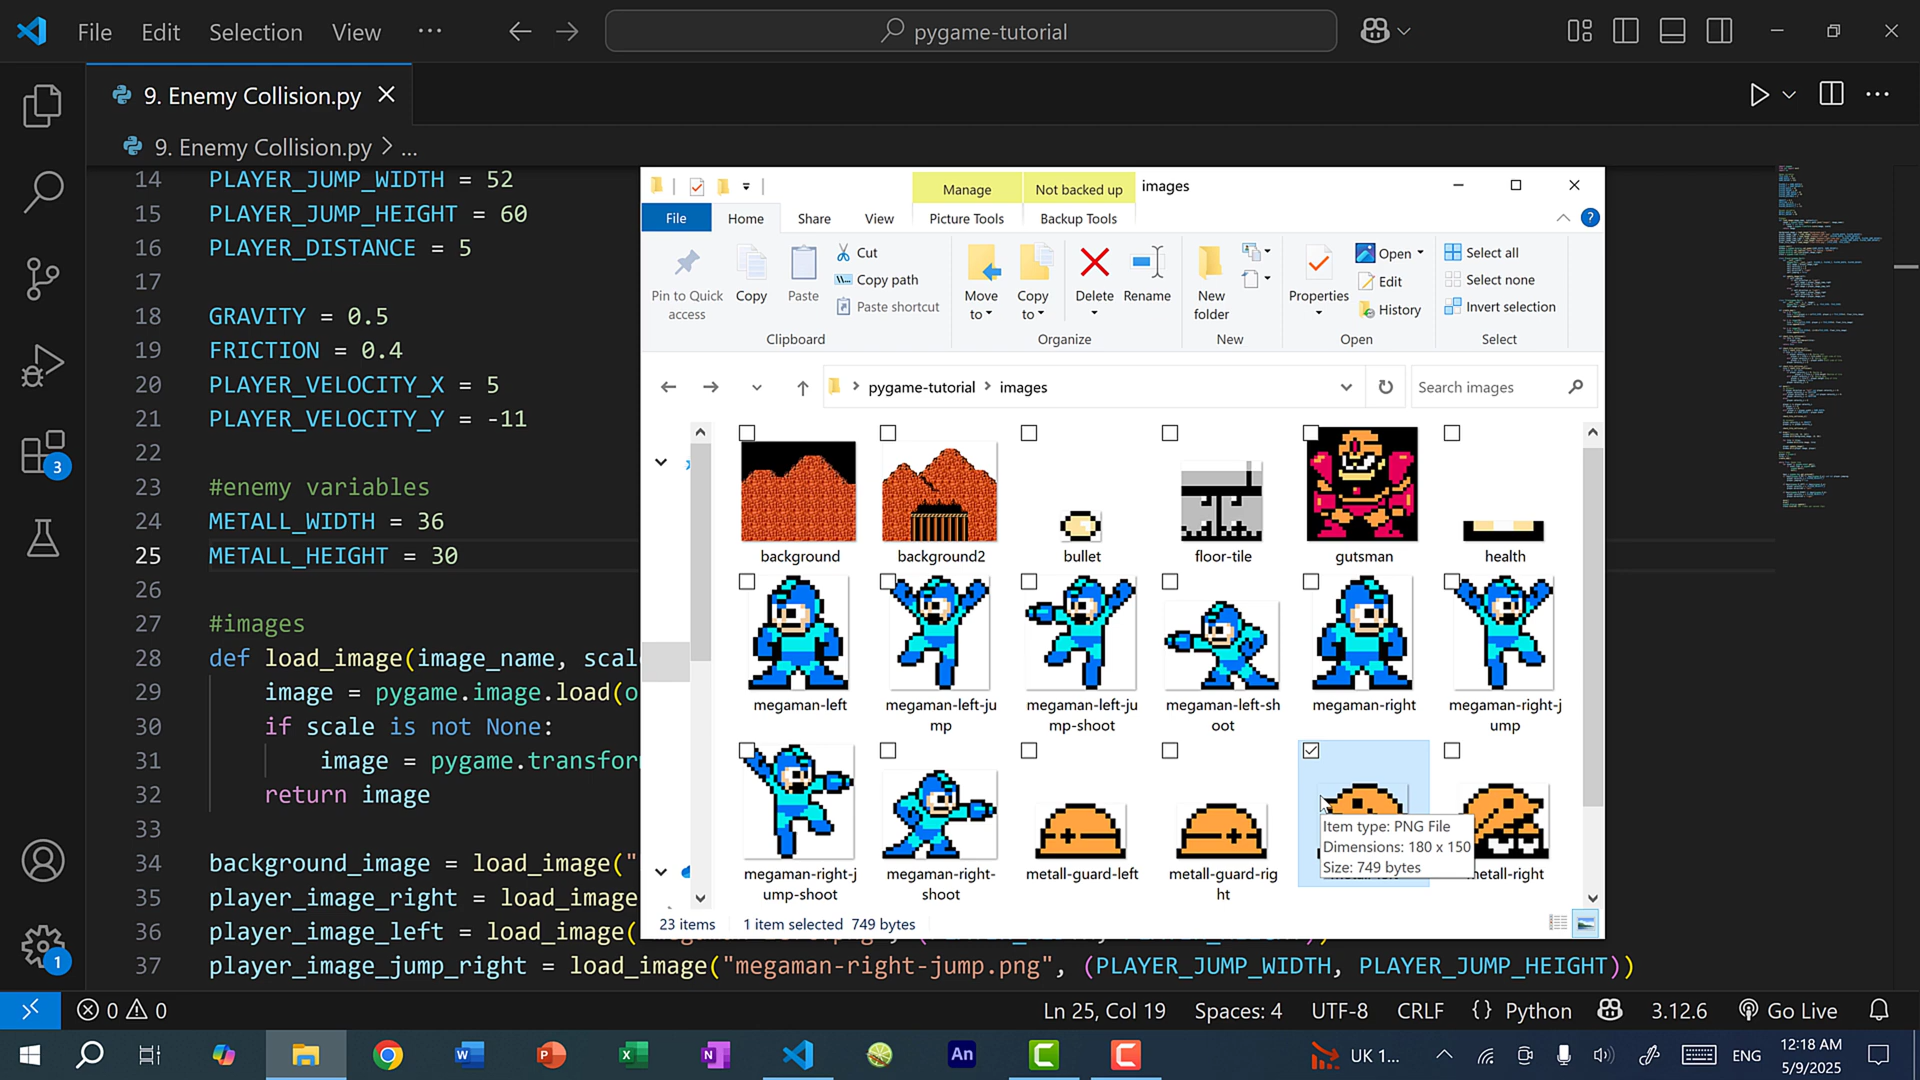 File Edit Selection View ···
pygame-tutorial
9. Enemy Collision.py
9. Enemy Collision.py > ...
14 PLAYER_JUMP_WIDTH = 52
15 PLAYER_JUMP_HEIGHT = 60
16 PLAYER_DISTANCE = 5
17
18 GRAVITY = 0.5
19 FRICTION = 0.4
20 PLAYER_VELOCITY_X = 5
21 PLAYER_VELOCITY_Y = -11
22
23 #enemy variables
24 METALL_WIDTH = 36
25 METALL_HEIGHT = 30
26
27 #images
28 def load_image(image_name, scal
29 image = pygame.image.load(o
30 if scale is not None:
31 image = pygame.transfor
32 return image
33
34 background_image = load_image("
35 player_image_right = load_image
36 player_image_left = load_image(
37 player_image_jump_right = load_image("megaman-right-jump.png", (PLAYER_JUMP_WIDTH, PLAYER_JUMP_HEIGHT))
Manage Not backed up images
File Home Share View Picture Tools Backup Tools
Pin to Quick access
Copy
Paste
Cut
Copy path
Paste shortcut
Clipboard
Move to
Copy to
Delete
Rename
Organize
New folder
New
Properties
Open
Edit
History
Open
Select all
Select none
Invert selection
Select
pygame-tutorial > images
Search images
background background2 bullet floor-tile gutsman health
megaman-left megaman-left-jump megaman-left-jump-shoot megaman-left-shoot megaman-right megaman-right-jump
megaman-right-jump-shoot megaman-right-shoot metall-guard-left metall-guard-right metall-right
Item type: PNG File
Dimensions: 180 x 150
Size: 749 bytes
23 items 1 item selected 749 bytes
3
1
0 0
Ln 25, Col 19 Spaces: 4 UTF-8 CRLF {} Python 3.12.6 Go Live
An
UK 1...
ENG
12:18 AM
5/9/2025